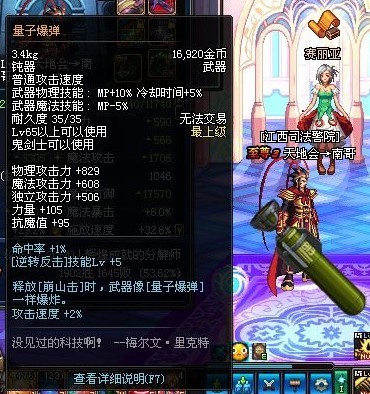 量子爆弹
3.4kg 16,920金币
钝器 武器
普通攻击速度
武器物理技能：MP+10% 冷却时间+5%
武器魔法技能：MP-5%
耐久度 35/35 无法交易
Lv65以上可以使用 最上级
鬼剑士可以使用
物理攻击力 +829
魔法攻击力 +608
独立攻击力 +506
力量 +105
抗魔值 +95
命中率 +1%
[逆转反击]技能Lv +5
释放[崩山击]时，武器像[量子爆弹]
一样爆炸。
攻击速度 +2%
没见过的科技啊！ --梅尔文·里克特
查看详细说明(F7)
赛丽亚
[江西司法警院]
至尊3 天地会→南哥